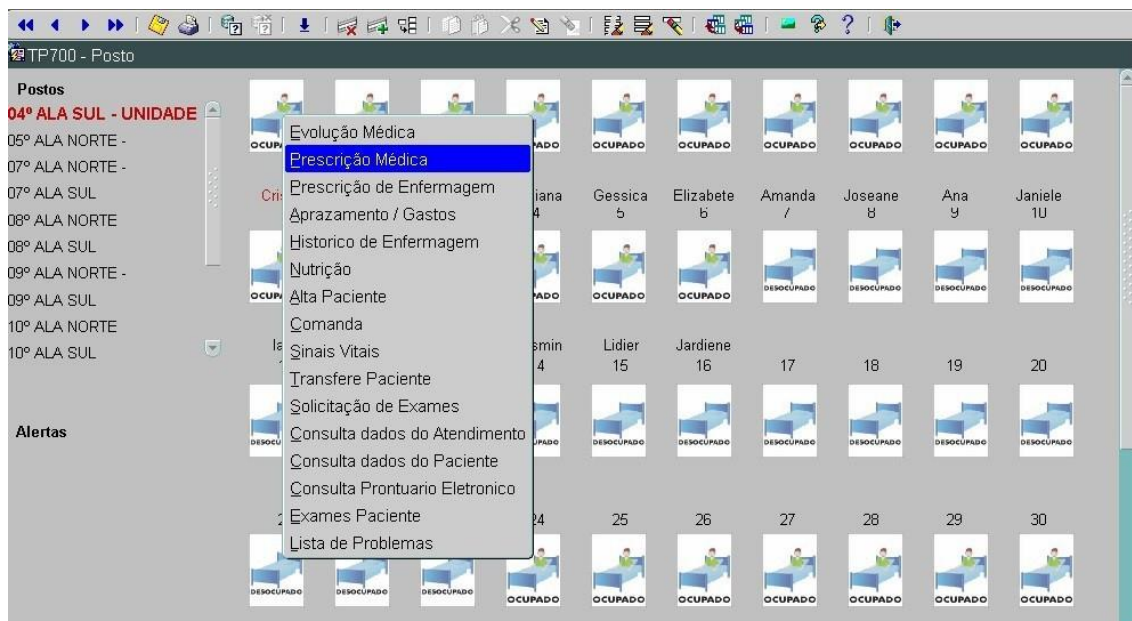 TP700 - Posto
Postos
04º ALA SUL - UNIDADE
05º ALA NORTE -
07º ALA NORTE -
07º ALA SUL
08º ALA NORTE
08º ALA SUL
09º ALA NORTE -
09º ALA SUL
10º ALA NORTE
10º ALA SUL
Alertas
Evolução Médica
Prescrição Médica
Prescrição de Enfermagem
Aprazamento / Gastos
Historico de Enfermagem
Nutrição
Alta Paciente
Comanda
Sinais Vitais
Transfere Paciente
Solicitação de Exames
Consulta dados do Atendimento
Consulta dados do Paciente
Consulta Prontuario Eletronico
Exames Paciente
Lista de Problemas
OCUPADO OCUPADO OCUPADO OCUPADO OCUPADO OCUPADO
Gessica Elizabete Amanda Joseane Ana Janiele
5 6 7 8 9 10
OCUPADO OCUPADO DESOCUPADO DESOCUPADO DESOCUPADO DESOCUPADO
Lidier Jardiene
15 16 17 18 19 20
DESOCUPADO DESOCUPADO DESOCUPADO DESOCUPADO DESOCUPADO DESOCUPADO
24 25 26 27 28 29 30
DESOCUPADO DESOCUPADO DESOCUPADO OCUPADO OCUPADO OCUPADO OCUPADO OCUPADO OCUPADO OCUPADO